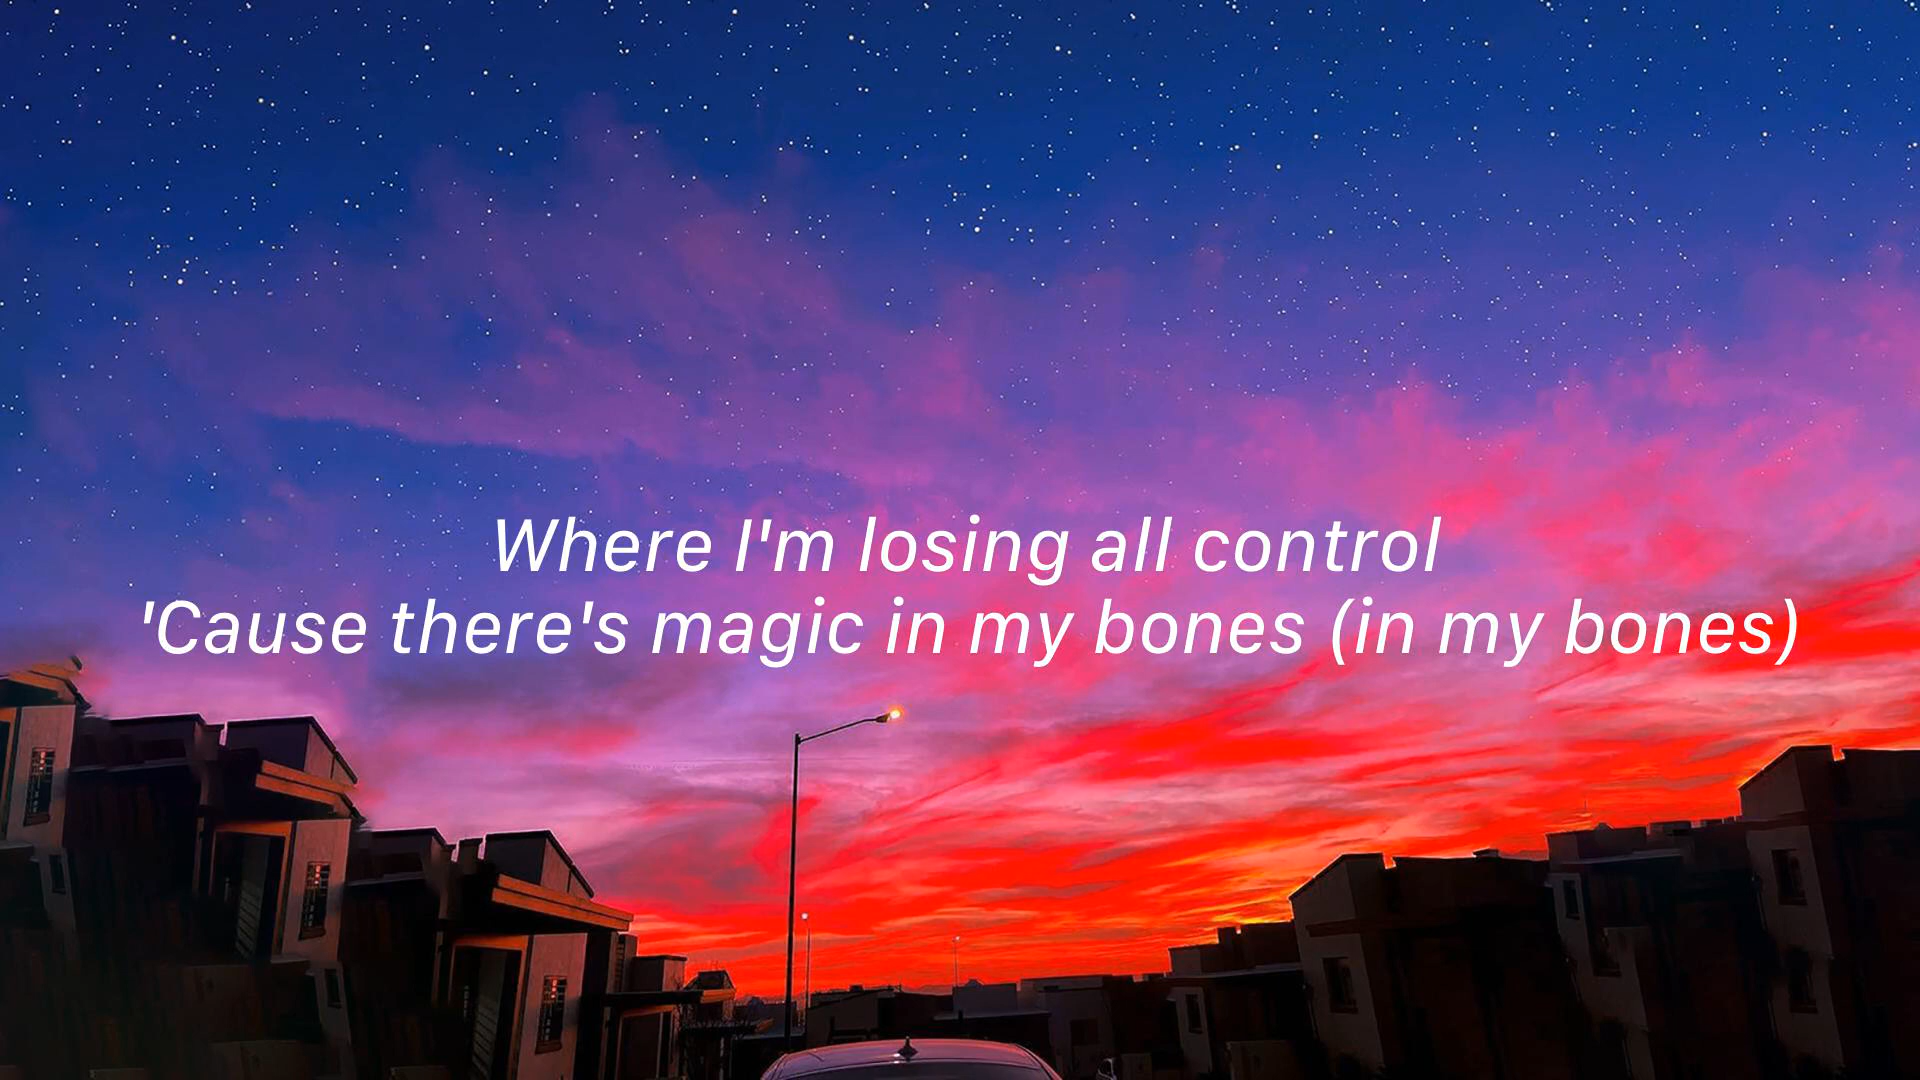 Where I'm losing all control
'Cause there's magic in my bones (in my bones)